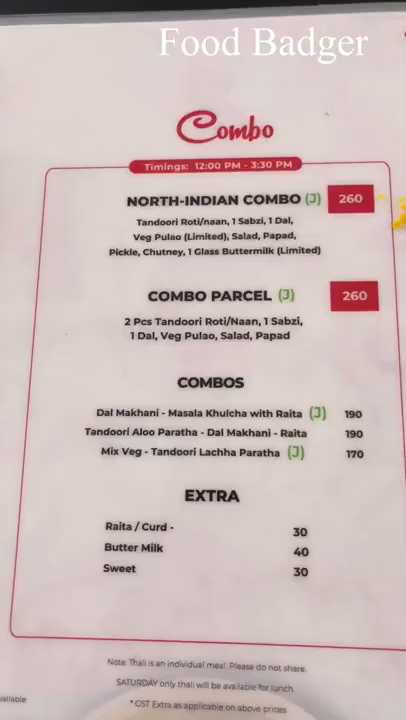 Food Badger
Combo
Timings: 12:00 PM - 3:30 PM
NORTH-INDIAN COMBO (J) 260
Tandoori Roti/naan, 1 Sabzi, 1 Dal,
Veg Pulao (Limited), Salad, Papad,
Pickle, Chutney, 1 Glass Buttermilk (Limited)
COMBO PARCEL (J) 260
2 Pcs Tandoori Roti/Naan, 1 Sabzi,
1 Dal, Veg Pulao, Salad, Papad
COMBOS
Dal Makhani - Masala Khulcha with Raita (J) 190
Tandoori Aloo Paratha - Dal Makhani - Raita 190
Mix Veg - Tandoori Lachha Paratha (J) 170
EXTRA
Raita / Curd - 30
Butter Milk 40
Sweet 30
Note: Thali is an individual meal. Please do not share.
SATURDAY only thali will be available for lunch.
* GST Extra as applicable on above prices